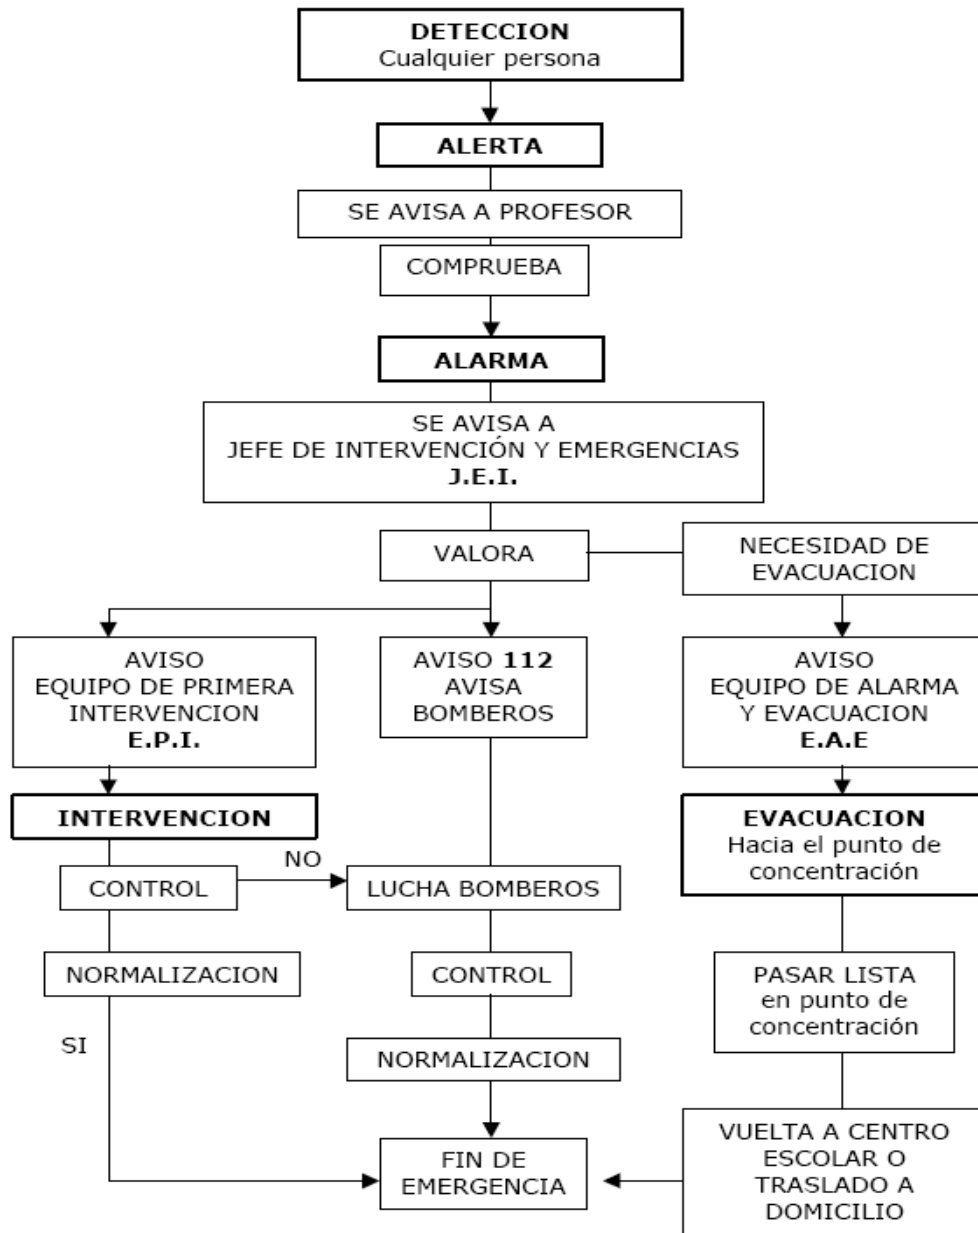 DETECCION
Cualquier persona
ALERTA
SE AVISA A PROFESOR
COMPRUEBA
ALARMA
SE AVISA A
JEFE DE INTERVENCIÓN Y EMERGENCIAS
J.E.I.
VALORA
NECESIDAD DE
EVACUACION
AVISO
EQUIPO DE PRIMERA
INTERVENCION
E.P.I.
AVISO 112
AVISA
BOMBEROS
AVISO
EQUIPO DE ALARMA
Y EVACUACION
E.A.E
INTERVENCION
EVACUACION
Hacia el punto de
concentración
CONTROL
NO
LUCHA BOMBEROS
NORMALIZACION
CONTROL
PASAR LISTA
en punto de
concentración
SI
NORMALIZACION
FIN DE
EMERGENCIA
VUELTA A CENTRO
ESCOLAR O
TRASLADO A
DOMICILIO